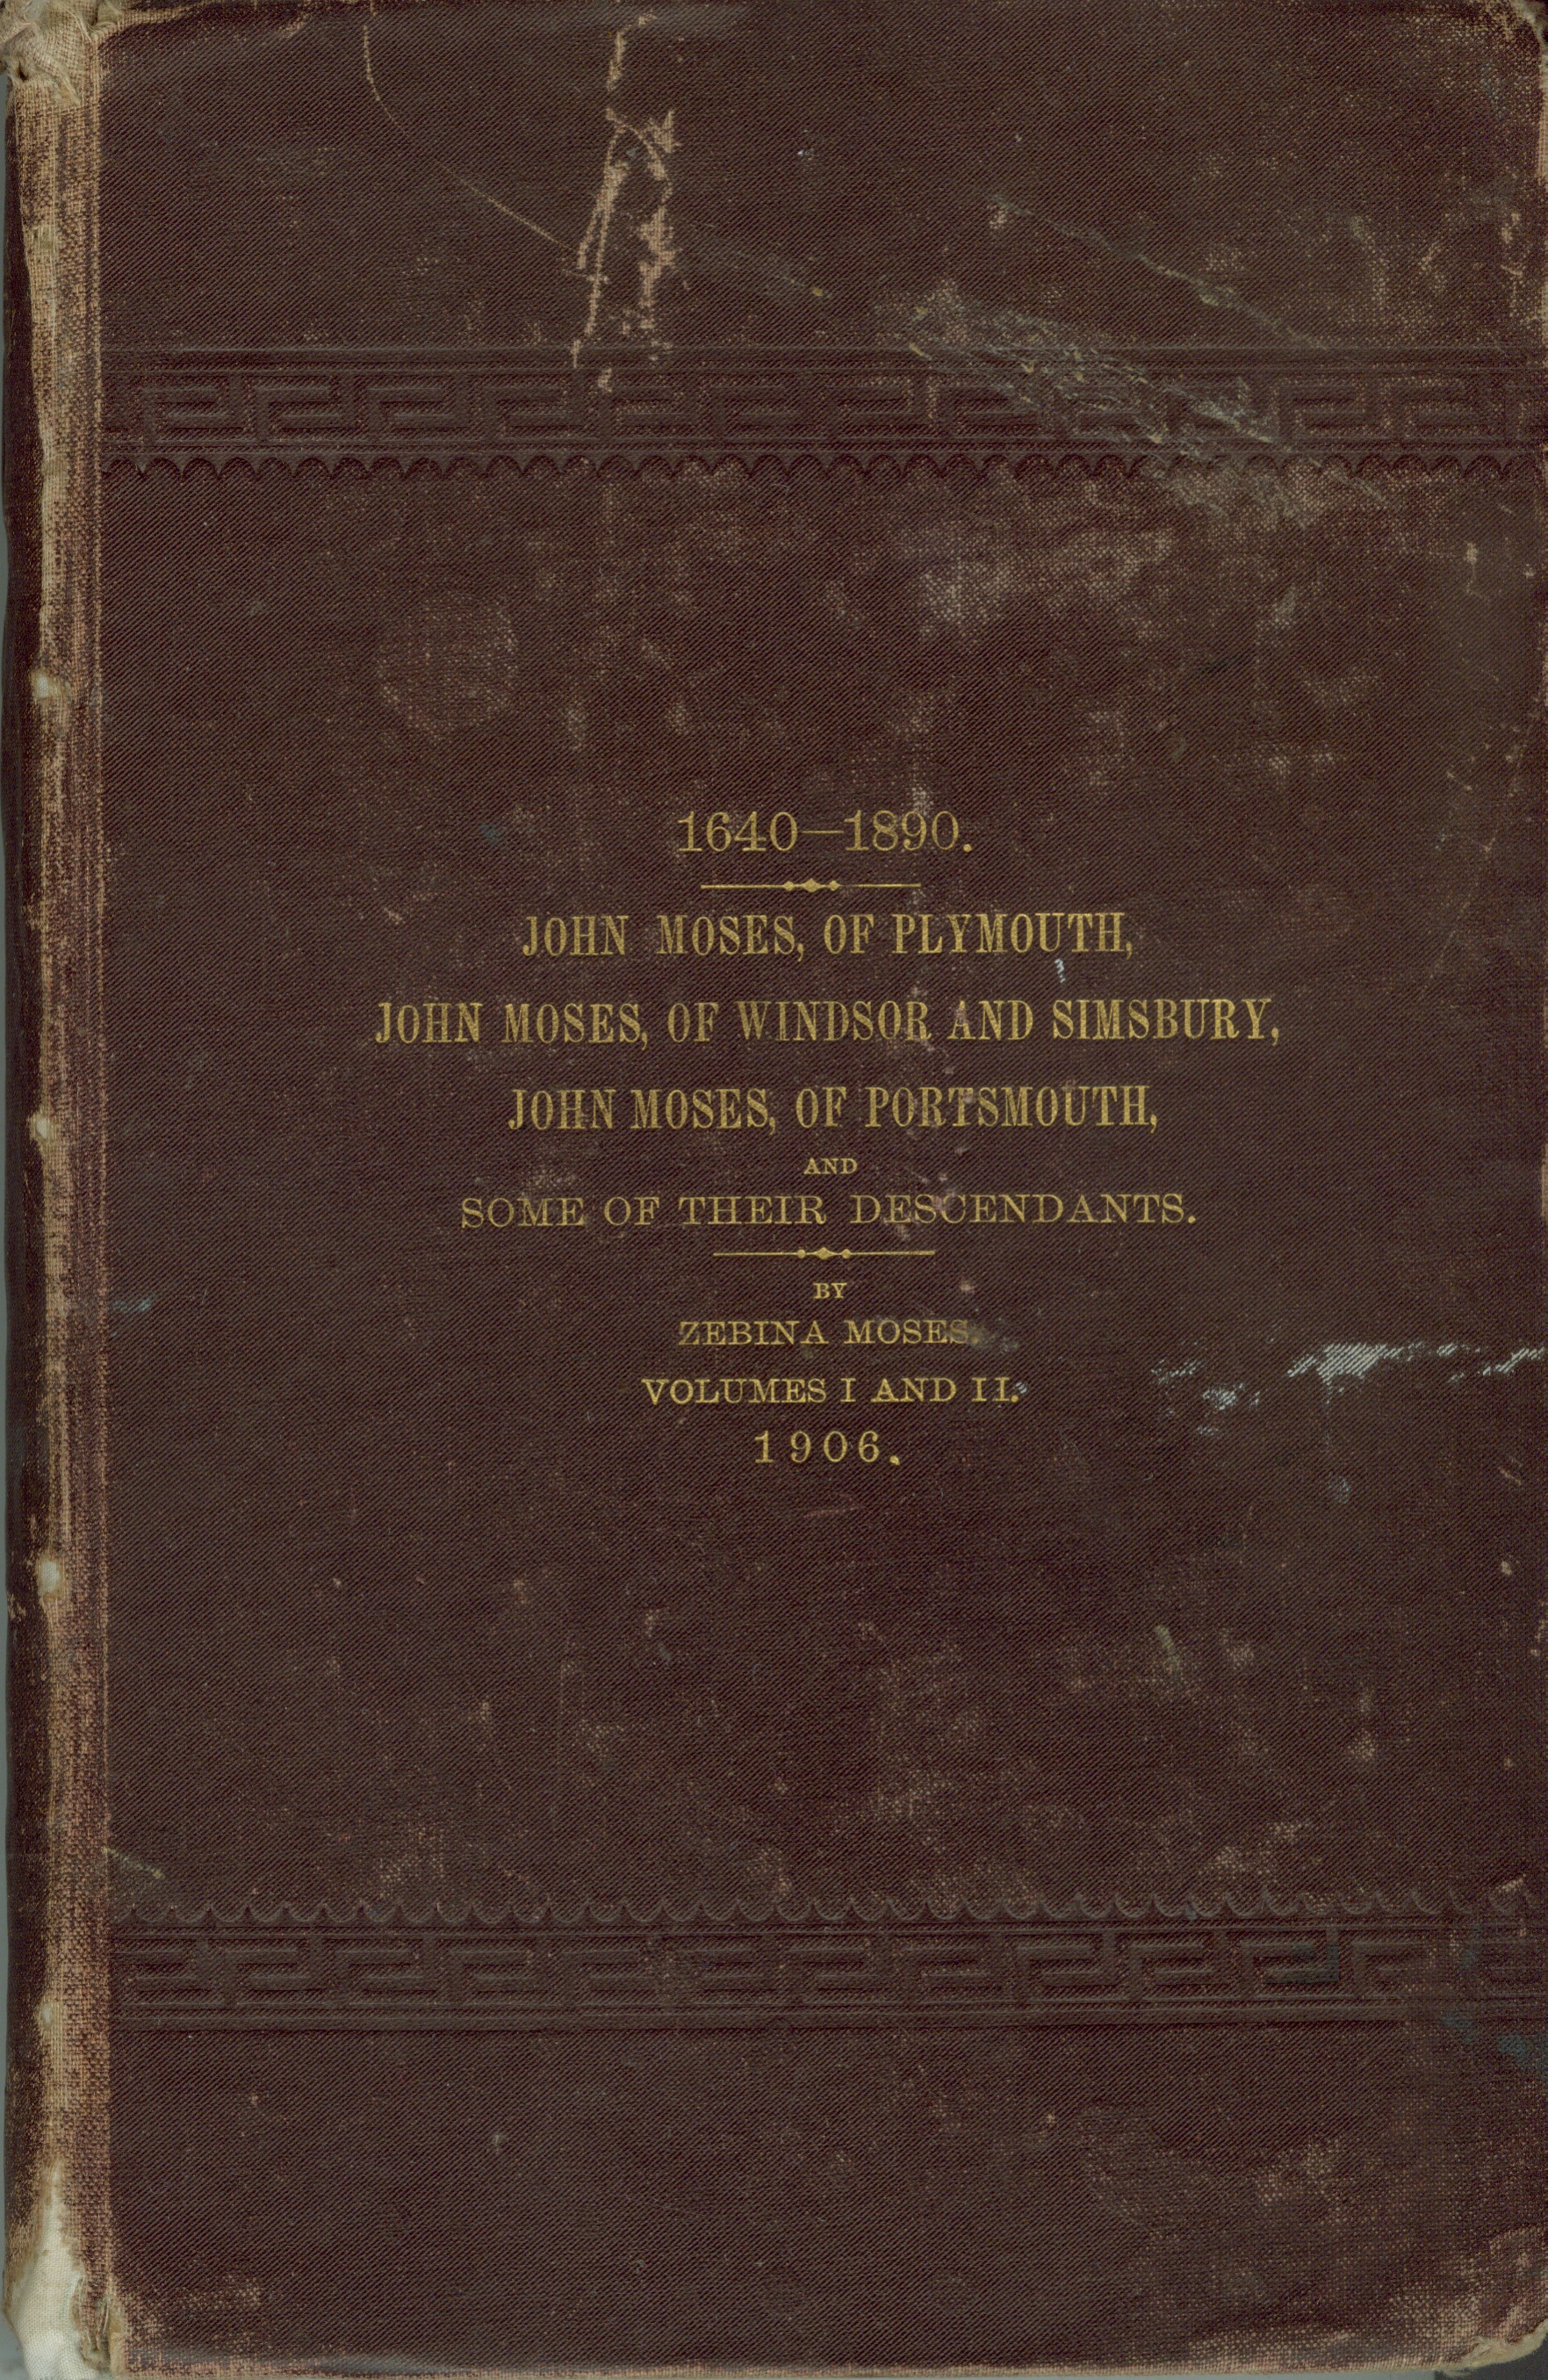 1640—1890.
JOHN MOSES, OF PLYMOUTH,
JOHN MOSES, OF WINDSOR AND SIMSBURY,
JOHN MOSES, OF PORTSMOUTH,
AND
SOME OF THEIR DESCENDANTS.
BY
ZEBINA MOSES.
VOLUMES I AND II.
1906.